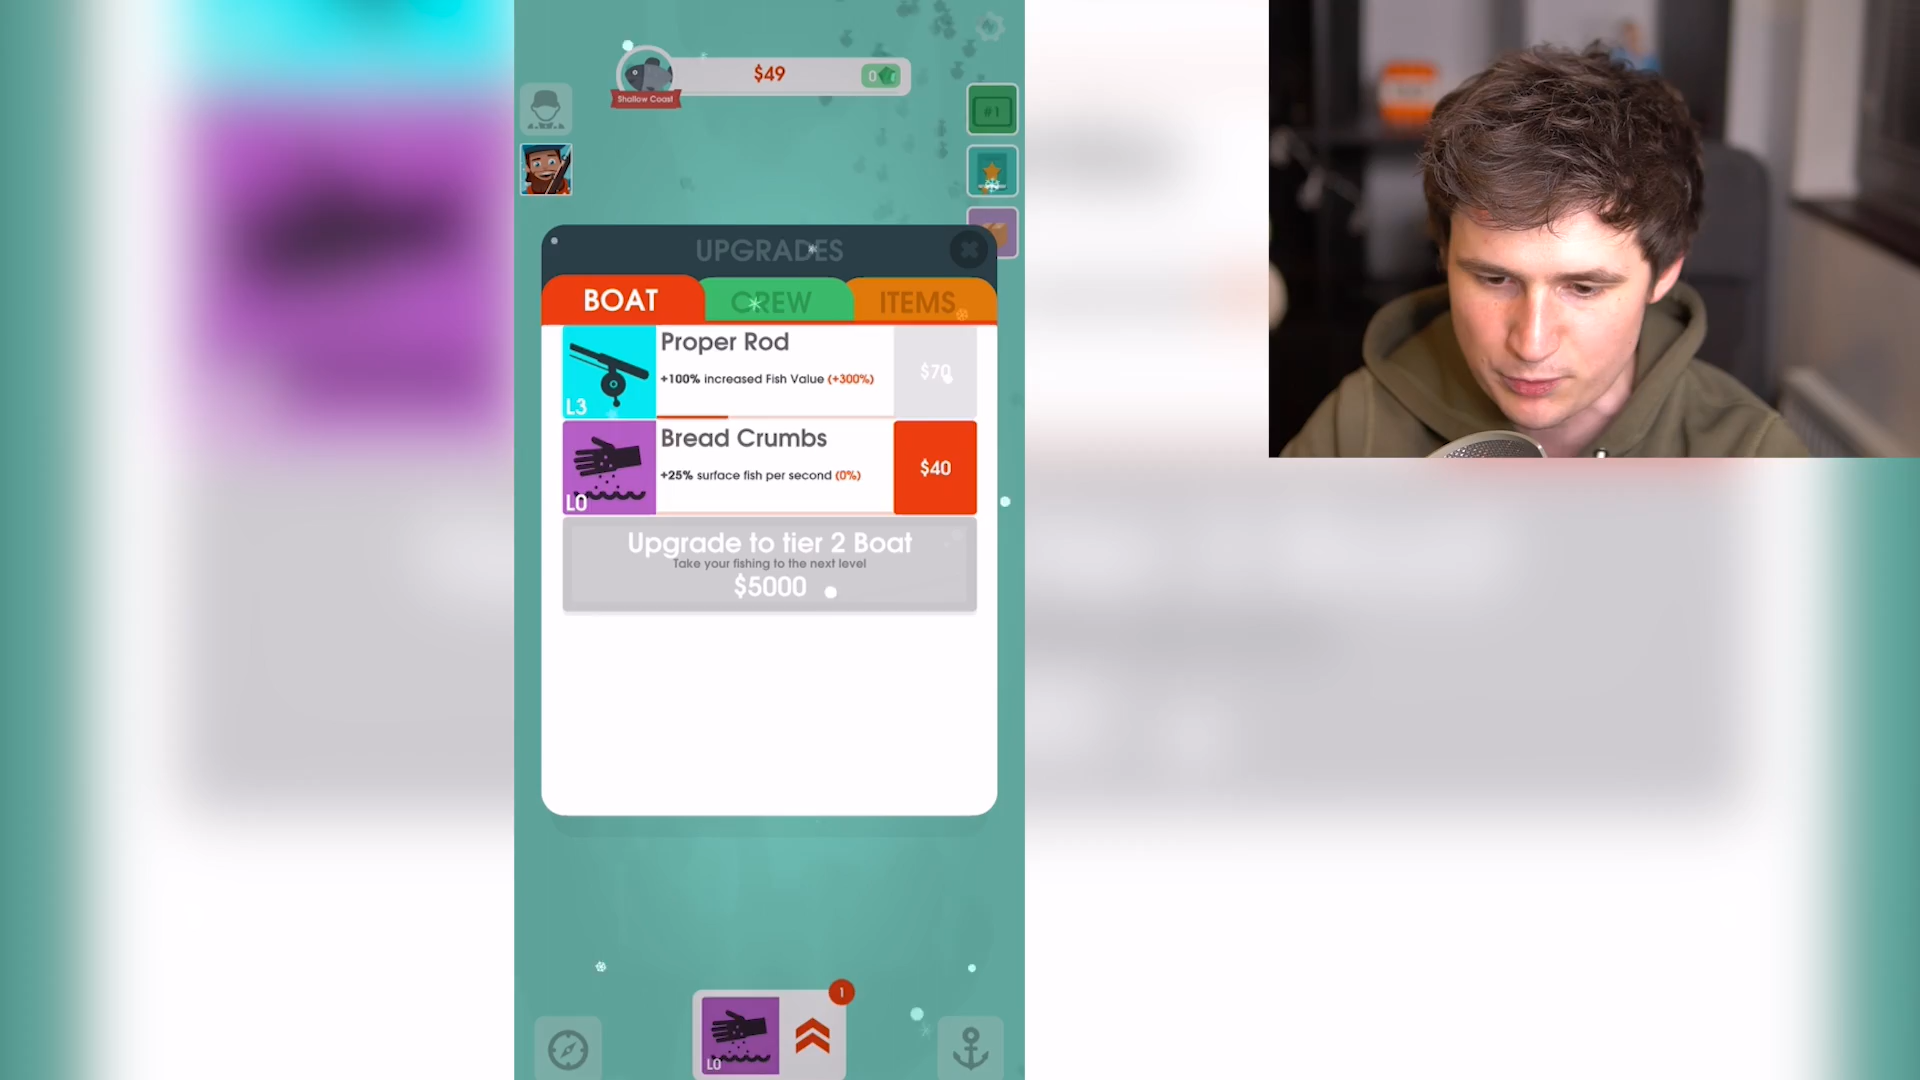 $49
0
Shallow Coast
#1
UPGRADES
BOAT
CREW
ITEMS
Proper Rod
+100% increased Fish Value (+300%)
$70
L3
Bread Crumbs
+25% surface fish per second (0%)
$40
L0
Upgrade to tier 2 Boat
Take your fishing to the next level
$5000
1
L0